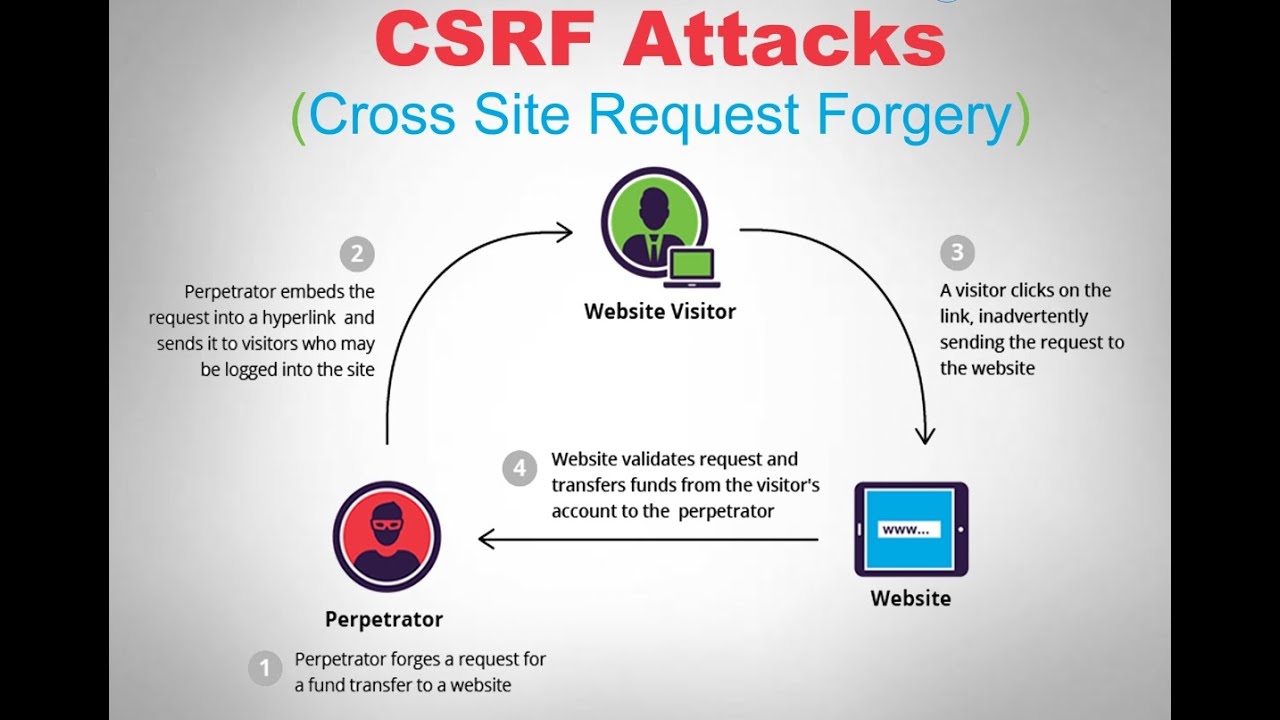 CSRF Attacks
(Cross Site Request Forgery)
2
Perpetrator embeds the
request into a hyperlink and
sends it to visitors who may
be logged into the site
Website Visitor
3
A visitor clicks on the
link, inadvertently
sending the request to
the website
4
Website validates request and
transfers funds from the visitor's
account to the perpetrator
www...
Website
Perpetrator
1
Perpetrator forges a request for
a fund transfer to a website